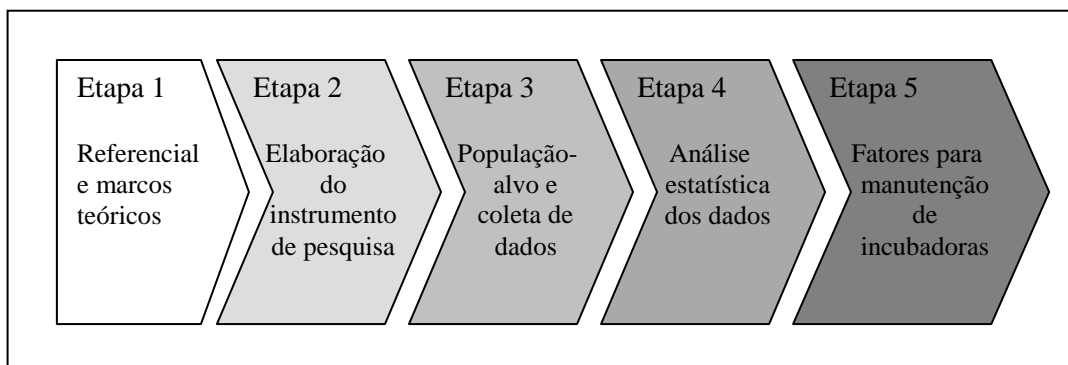 Etapa 1
Referencial
e marcos
teóricos
Etapa 2
Elaboração
do
instrumento
de pesquisa
Etapa 3
População-
alvo e
coleta de
dados
Etapa 4
Análise
estatística
dos dados
Etapa 5
Fatores para
manutenção
de
incubadoras